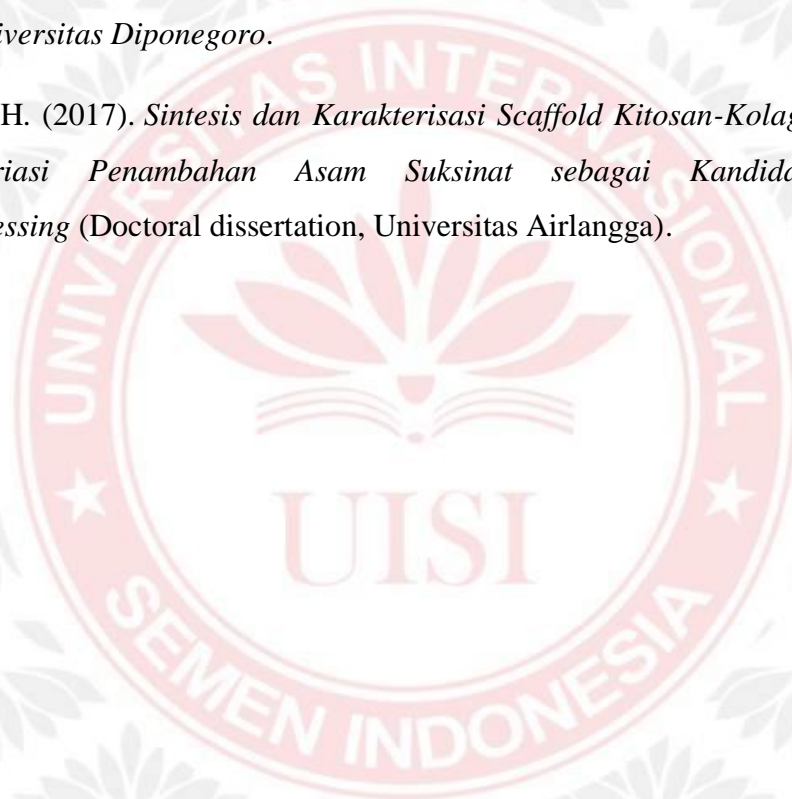 iversitas Diponegoro.
H. (2017). Sintesis dan Karakterisasi Scaffold Kitosan-Kolag
riasi Penambahan Asam Suksinat sebagai Kandida
essing (Doctoral dissertation, Universitas Airlangga).
UNIVERSITAS INTERNASIONAL
UISI
SEMEN INDONESIA